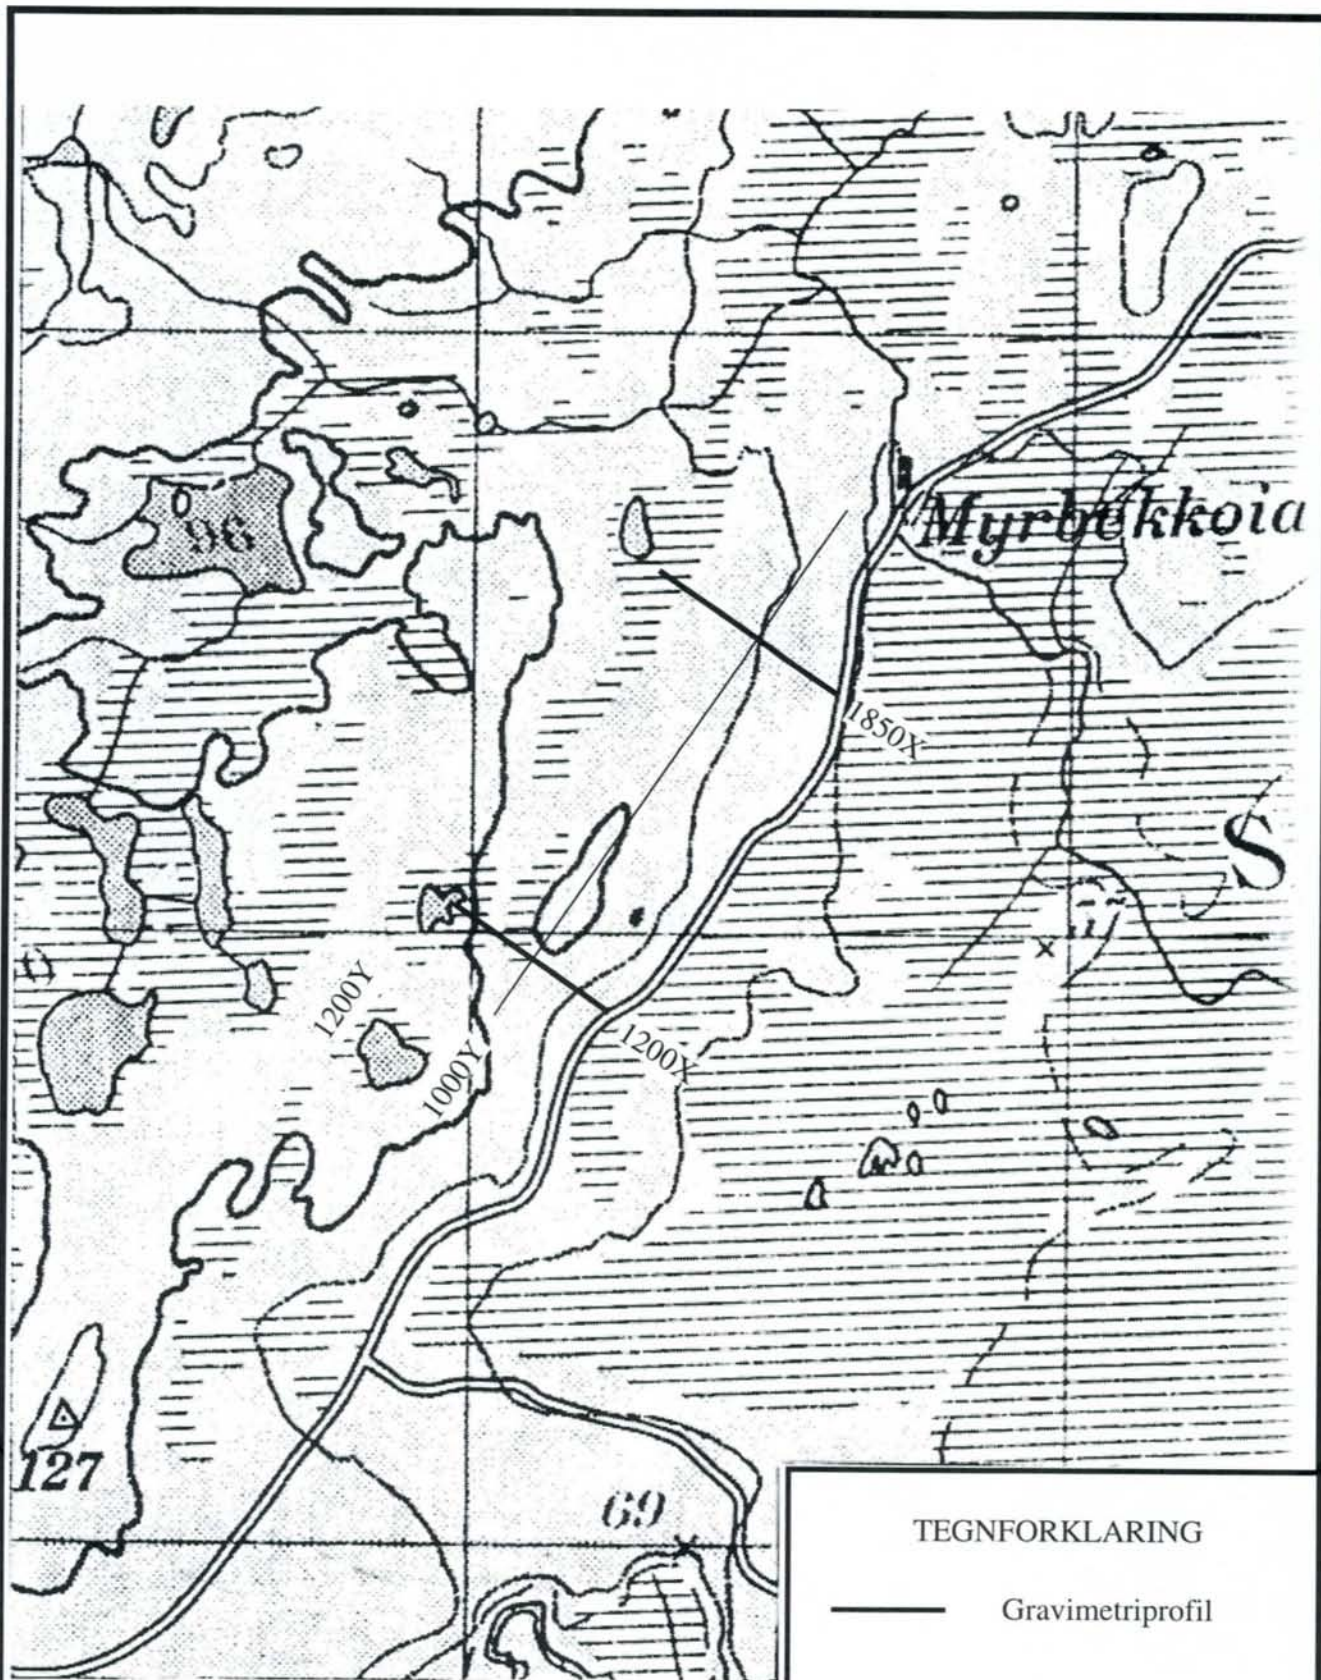 96
Myrbekkoia
1850X
S
1200Y
1200X
1000Y
127
69
TEGNFORKLARING
Gravimetriprofil